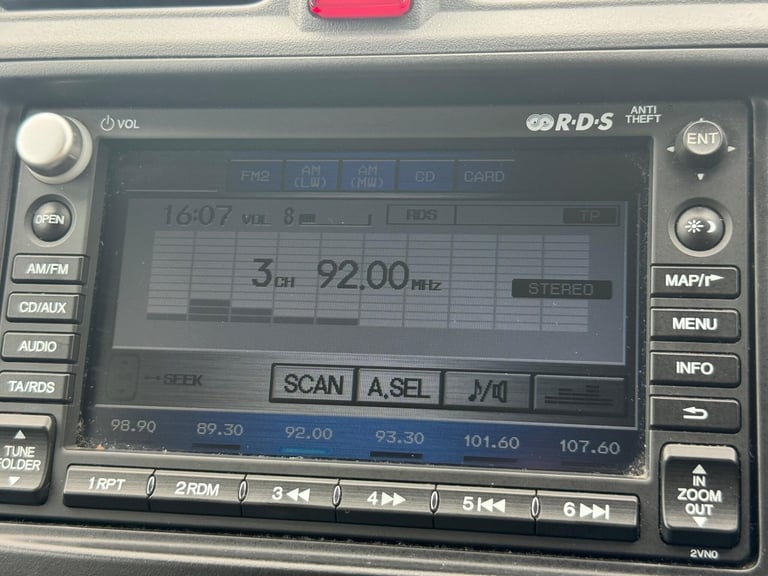 VOL
R·D·S
ANTI
THEFT
ENT
FM2
AM
(LW)
AM
(MW)
CD
CARD
OPEN
16:07 VOL 8
RDS
TP
AM/FM
3CH 92.00MHz
STEREO
MAP/
CD/AUX
MENU
AUDIO
INFO
TA/RDS
SEEK
SCAN
A.SEL
98.90 89.30 92.00 93.30 101.60 107.60
TUNE
FOLDER
1RPT
2RDM
3
4
5
6
IN
ZOOM
OUT
2VN0